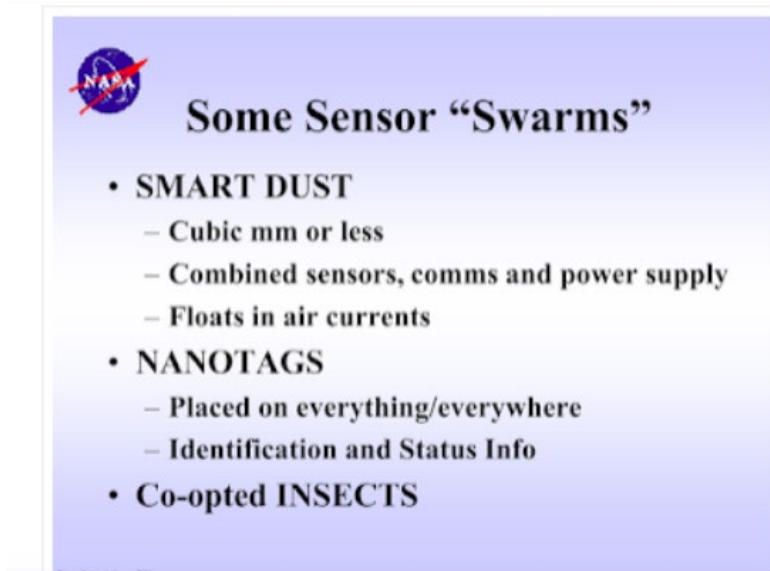 NASA
Some Sensor “Swarms”
• SMART DUST
– Cubic mm or less
– Combined sensors, comms and power supply
– Floats in air currents
• NANOTAGS
– Placed on everything/everywhere
– Identification and Status Info
• Co-opted INSECTS